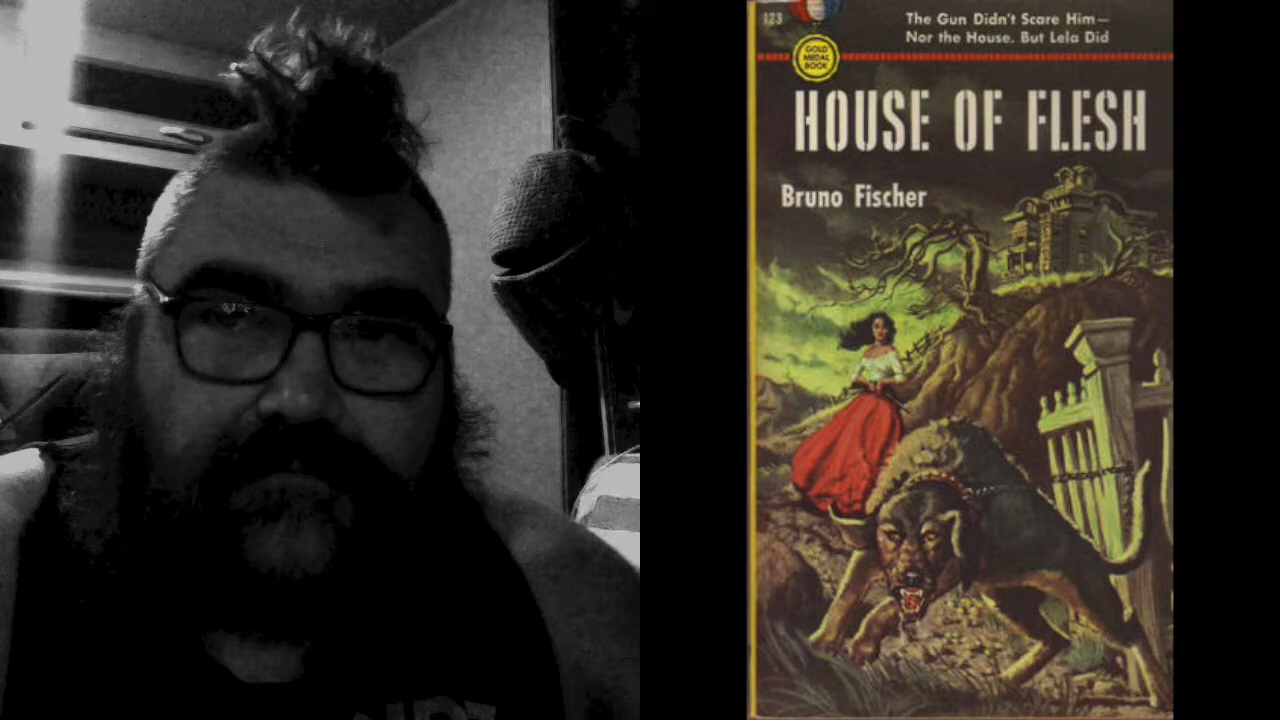 123
The Gun Didn't Scare Him—
Nor the House. But Lela Did
GOLD
MEDAL
BOOK
HOUSE OF FLESH
Bruno Fischer